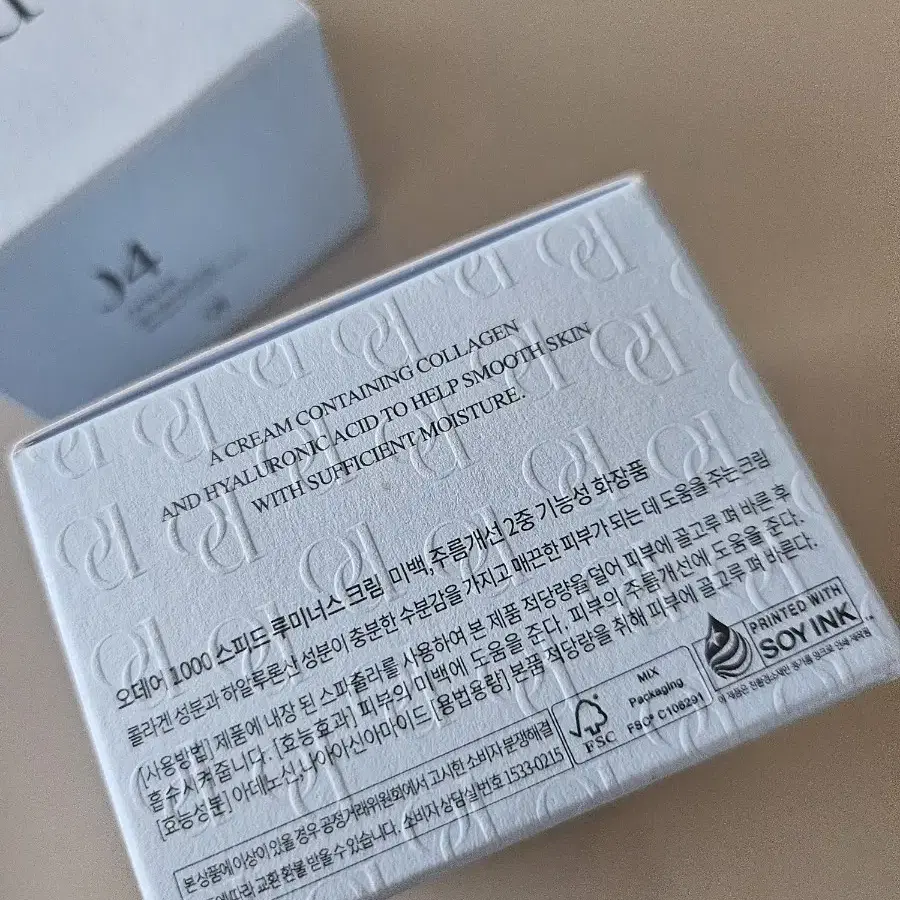 04
A CREAM CONTAINING COLLAGEN
AND HYALURONIC ACID TO HELP SMOOTH SKIN
WITH SUFFICIENT MOISTURE.
오데어 1000 스피드 루미너스 크림 미백,주름개선 2중 기능성 화장품
콜라겐 성분과 하알루론산 성분이 충분한 수분감을 가지고 매끈한 피부가 되는 데 도움을 주는 크림
[사용방법] 제품에 내장 된 스파츌라를 사용하여 본 제품 적당량을 덜어 피부에 골고루 펴 바른 후
흡수시켜줍니다. [효능효과] 피부의 미백에 도움을 준다. 피부의 주름개선에 도움을 준다.
[효능성분] 아데노신,나이아신아마이드 [용법용량] 본품 적당량을 취해 피부에 골고루 펴 바른다.
본 상품에 이상이 있을 경우 공정거래위원회에서 고시한 소비자 분쟁해결
에 따라 교환 환불 받을 수 있습니다. 소비자 상담실 번호 1533-0215
FSC
MIX
Packaging
FSC® C106291
PRINTED WITH
SOY INK™